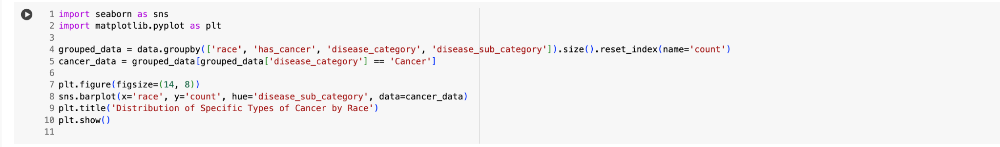 1 import seaborn as sns
2 import matplotlib.pyplot as plt
3
4 grouped_data = data.groupby(['race', 'has_cancer', 'disease_category', 'disease_sub_category']).size().reset_index(name='count')
5 cancer_data = grouped_data[grouped_data['disease_category'] == 'Cancer']
6
7 plt.figure(figsize=(14, 8))
8 sns.barplot(x='race', y='count', hue='disease_sub_category', data=cancer_data)
9 plt.title('Distribution of Specific Types of Cancer by Race')
10 plt.show()
11